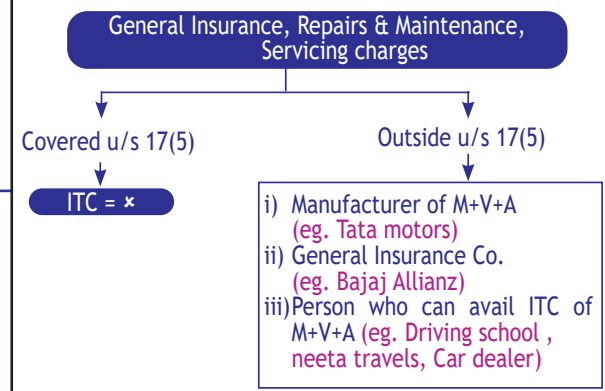 General Insurance, Repairs & Maintenance,
Servicing charges
Covered u/s 17(5)
ITC = ×
Outside u/s 17(5)
i) Manufacturer of M+V+A
(eg. Tata motors)
ii) General Insurance Co.
(eg. Bajaj Allianz)
iii)Person who can avail ITC of
M+V+A (eg. Driving school ,
neeta travels, Car dealer)